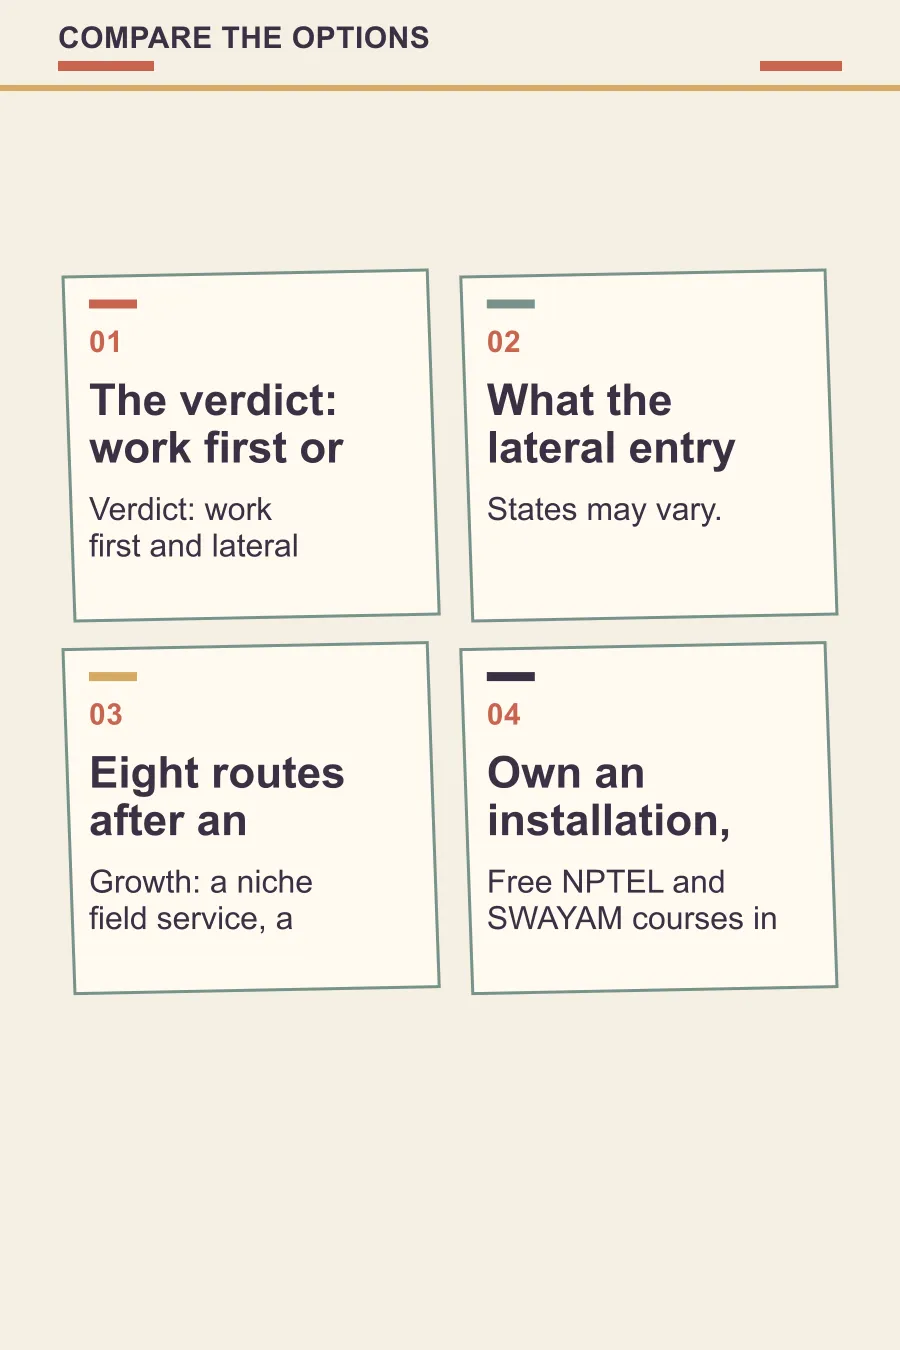 COMPARE THE OPTIONS
01
The verdict:
work first or
Verdict: work
first and lateral
02
What the
lateral entry
States may vary.
03
Eight routes
after an
Growth: a niche
field service, a
04
Own an
installation,
Free NPTEL and
SWAYAM courses in